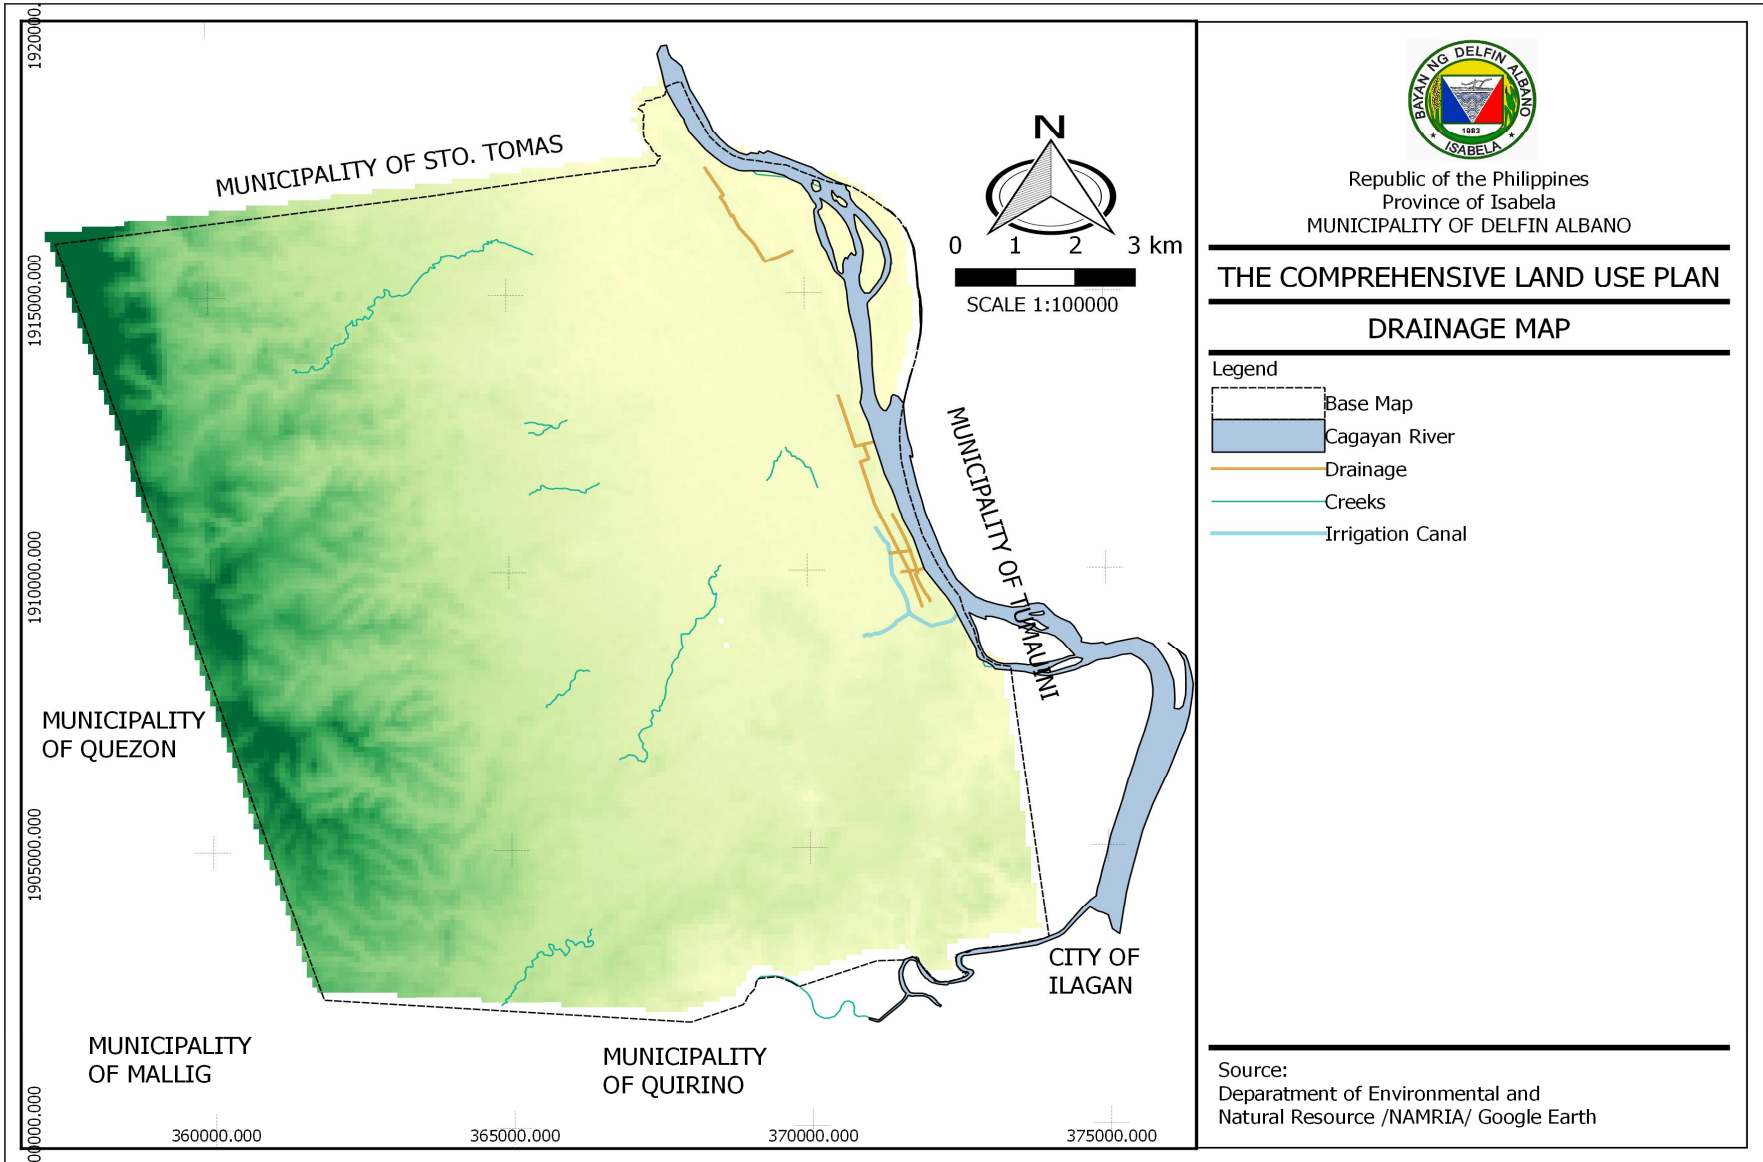 1920000.
1915000.000
1910000.000
1905000.000
00000.000
360000.000
365000.000
370000.000
375000.000
MUNICIPALITY OF STO. TOMAS
N
0 1 2 3 km
SCALE 1:100000
MUNICIPALITY OF TUMAUINI
MUNICIPALITY
OF QUEZON
CITY OF
ILAGAN
MUNICIPALITY
OF MALLIG
MUNICIPALITY
OF QUIRINO
BAYAN NG DELFIN ALBANO
1983
ISABELA
Republic of the Philippines
Province of Isabela
MUNICIPALITY OF DELFIN ALBANO
THE COMPREHENSIVE LAND USE PLAN
DRAINAGE MAP
Legend
Base Map
Cagayan River
Drainage
Creeks
Irrigation Canal
Source:
Deparatment of Environmental and
Natural Resource /NAMRIA/ Google Earth